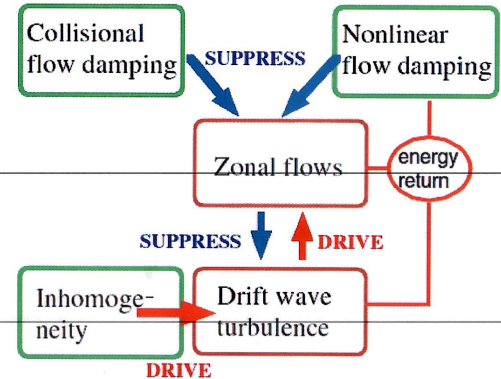 Collisional
flow damping
SUPPRESS
Nonlinear
flow damping
Zonal flows
energy
return
SUPPRESS
DRIVE
Inhomoge-
neity
Drift wave
turbulence
DRIVE